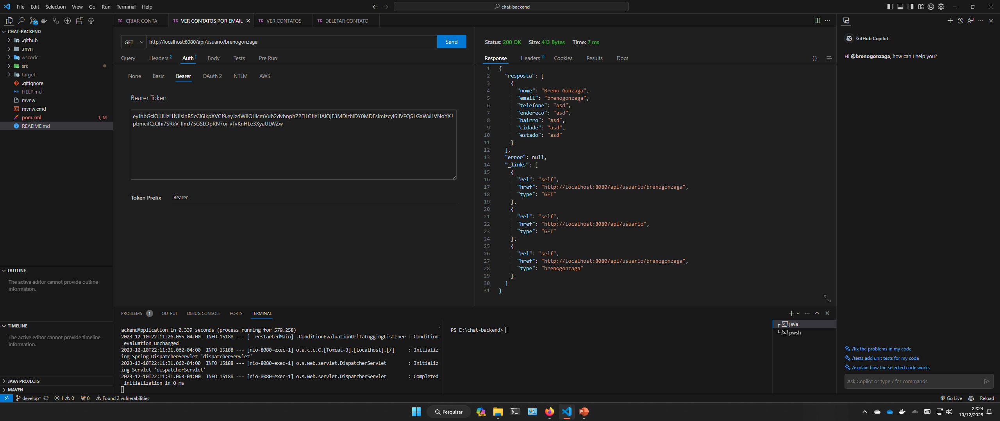 File Edit Selection View Go Run Terminal Help
chat-backend
26
CHAT-BACKEND
.github
.mvn
.vscode
src
target
.gitignore
HELP.md
mvnw
mvnw.cmd
pom.xml 1, M
README.md
OUTLINE
The active editor cannot provide outline
information.
TIMELINE
The active editor cannot provide timeline
information.
JAVA PROJECTS
MAVEN
TC CRIAR CONTA
TC VER CONTATOS POR EMAIL
TC VER CONTATOS
TC DELETAR CONTATO
GET http://localhost:8080/api/usuario/brenogonzaga Send
Query Headers 2 Auth 1 Body Tests Pre Run
None Basic Bearer OAuth 2 NTLM AWS
Bearer Token
Token Prefix Bearer
Status: 200 OK Size: 413 Bytes Time: 7 ms
Response Headers 11 Cookies Results Docs
{ }
1 {
2 "resposta": [
3 {
4 "nome": "Breno Gonzaga",
5 "email": "brenogonzaga",
6 "telefone": "asd",
7 "endereco": "asd",
8 "bairro": "asd",
9 "cidade": "asd",
10 "estado": "asd"
11 }
12 ],
13 "error": null,
14 "_links": [
15 {
16 "rel": "self",
17 "href": "http://localhost:8080/api/usuario/brenogonzaga",
18 "type": "GET"
19 },
20 {
21 "rel": "self",
22 "href": "http://localhost:8080/api/usuario",
23 "type": "GET"
24 },
25 {
26 "rel": "self",
27 "href": "http://localhost:8080/api/usuario/brenogonzaga",
28 "type": "brenogonzaga"
29 }
30 ]
31 }
PROBLEMS 1 OUTPUT DEBUG CONSOLE PORTS TERMINAL
ackendApplication in 0.339 seconds (process running for 579.258)
2023-12-10T22:11:26.055-04:00 INFO 15188 --- [ restartedMain] .ConditionEvaluationDeltaLoggingListener : Condition
evaluation unchanged
2023-12-10T22:11:31.062-04:00 INFO 15188 --- [nio-8080-exec-1] o.a.c.c.C.[Tomcat-3].[localhost].[/] : Initializ
ing Spring DispatcherServlet 'dispatcherServlet'
2023-12-10T22:11:31.062-04:00 INFO 15188 --- [nio-8080-exec-1] o.s.web.servlet.DispatcherServlet : Initializ
ing Servlet 'dispatcherServlet'
2023-12-10T22:11:31.063-04:00 INFO 15188 --- [nio-8080-exec-1] o.s.web.servlet.DispatcherServlet : Completed
initialization in 0 ms
PS E:\chat-backend>
java
pwsh
GitHub Copilot
Hi @brenogonzaga, how can I help you?
/fix the problems in my code
/tests add unit tests for my code
/explain how the selected code works
Ask Copilot or type / for commands
develop* 1 0 0 Found 2 vulnerabilities
Go Live Reload
Pesquisar
PRE
22:24
10/12/2023